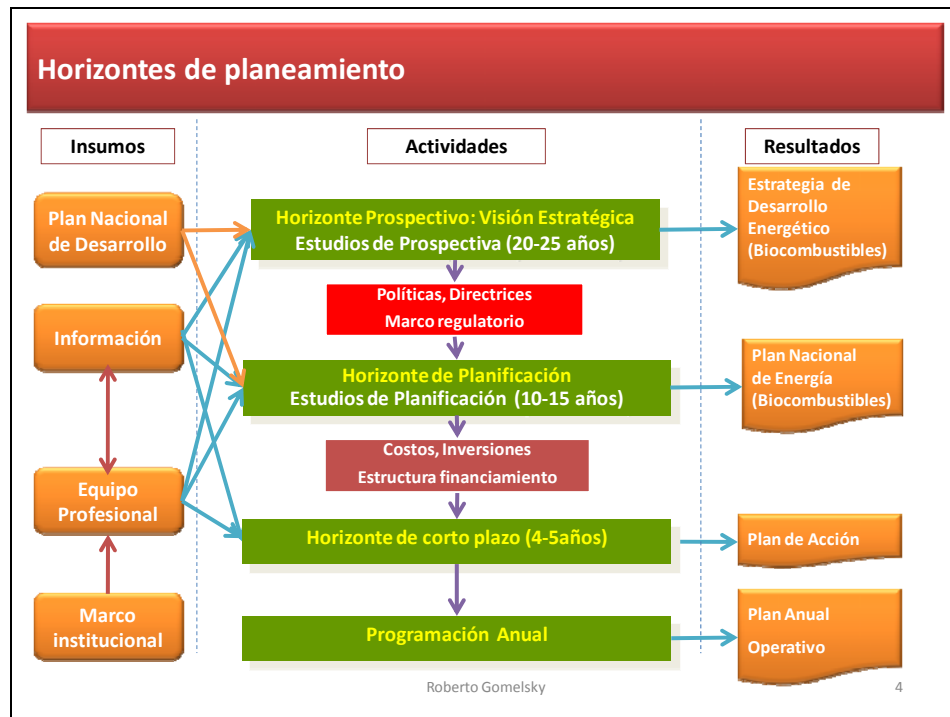 Horizontes de planeamiento
Insumos
Actividades
Resultados
Plan Nacional
de Desarrollo
Información
Equipo
Profesional
Marco
institucional
Horizonte Prospectivo: Visión Estratégica
Estudios de Prospectiva (20-25 años)
Políticas, Directrices
Marco regulatorio
Horizonte de Planificación
Estudios de Planificación (10-15 años)
Costos, Inversiones
Estructura financiamiento
Horizonte de corto plazo (4-5años)
Programación Anual
Estrategia de
Desarrollo
Energético
(Biocombustibles)
Plan Nacional
de Energía
(Biocombustibles)
Plan de Acción
Plan Anual
Operativo
Roberto Gomelsky
4